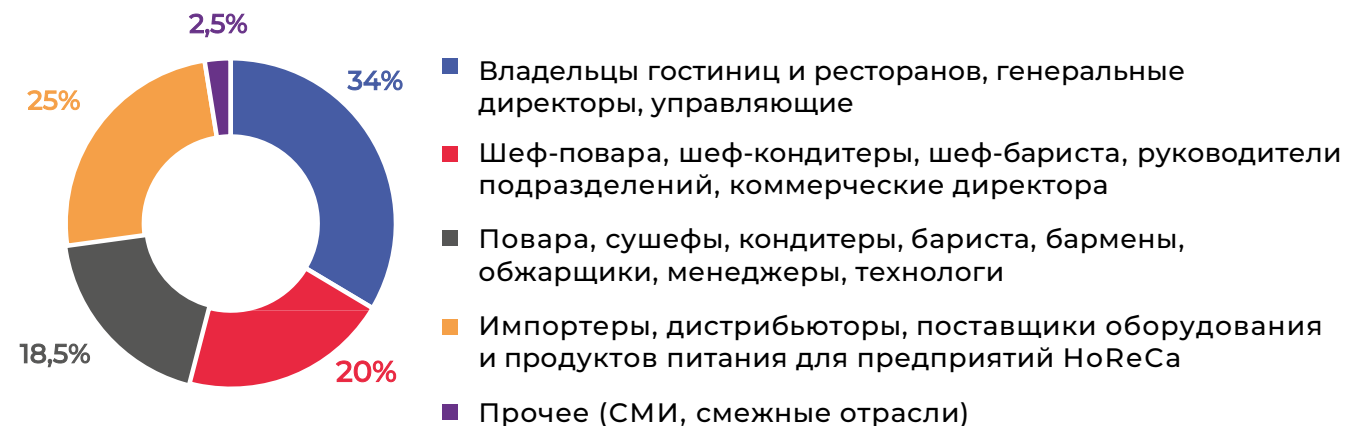 2,5%
34%
25%
18,5%
20%
Владельцы гостиниц и ресторанов, генеральные
директоры, управляющие
Шеф-повара, шеф-кондитеры, шеф-бариста, руководители
подразделений, коммерческие директора
Повара, сушефы, кондитеры, бариста, бармены,
обжарщики, менеджеры, технологи
Импортеры, дистрибьюторы, поставщики оборудования
и продуктов питания для предприятий HoReCa
Прочее (СМИ, смежные отрасли)